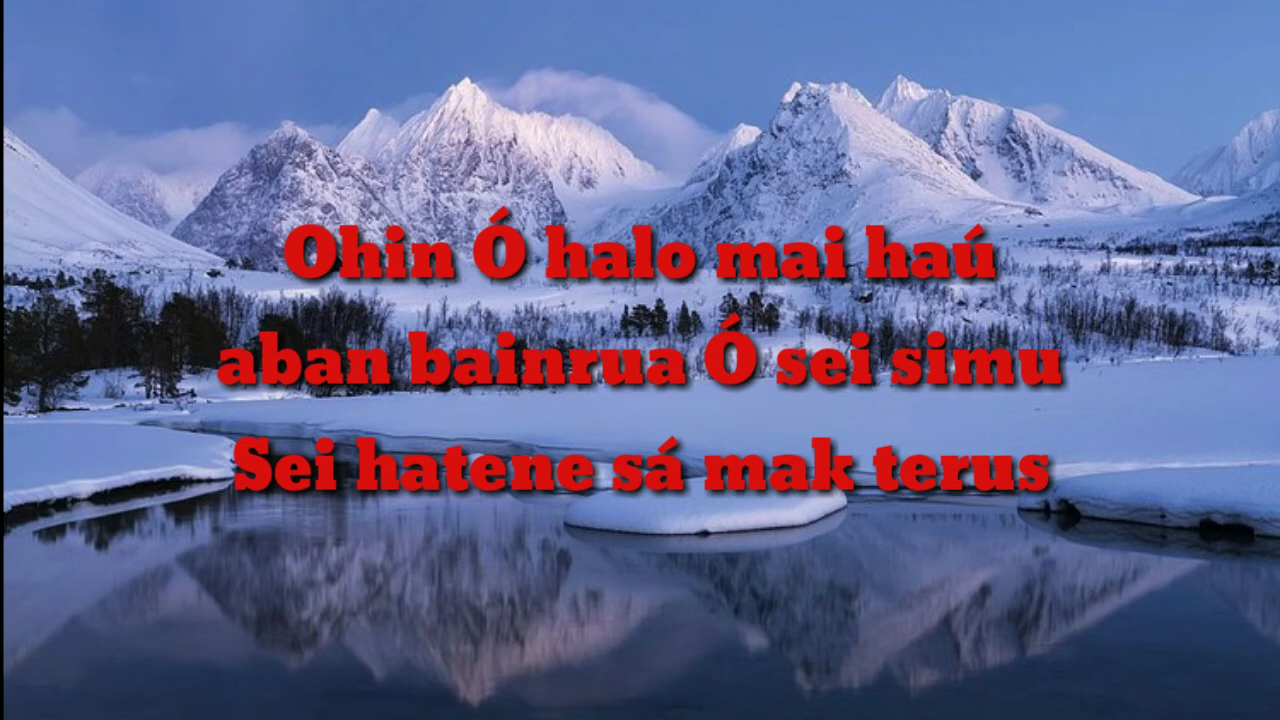 Ohin Ó halo mai haú
aban bainrua Ó sei simu
Sei hatene sá mak terus